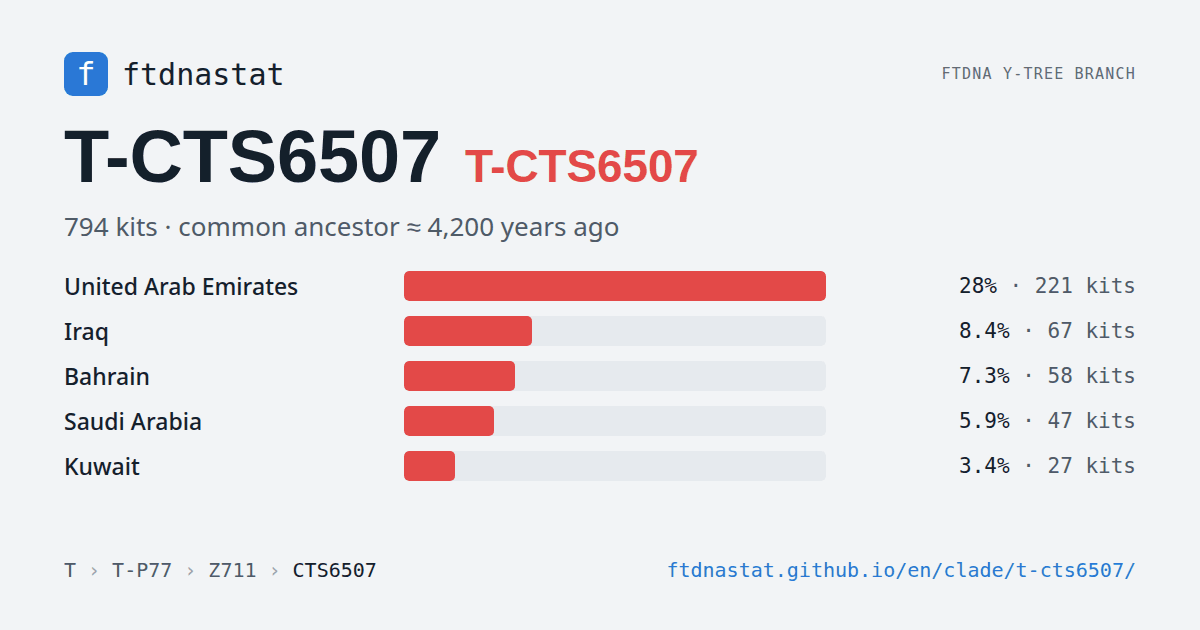 f ftdnastat
FTDNA Y-TREE BRANCH
T-CTS6507 T-CTS6507
794 kits · common ancestor ≈ 4,200 years ago
United Arab Emirates 28% · 221 kits
Iraq 8.4% · 67 kits
Bahrain 7.3% · 58 kits
Saudi Arabia 5.9% · 47 kits
Kuwait 3.4% · 27 kits
T › T-P77 › Z711 › CTS6507
ftdnastat.github.io/en/clade/t-cts6507/